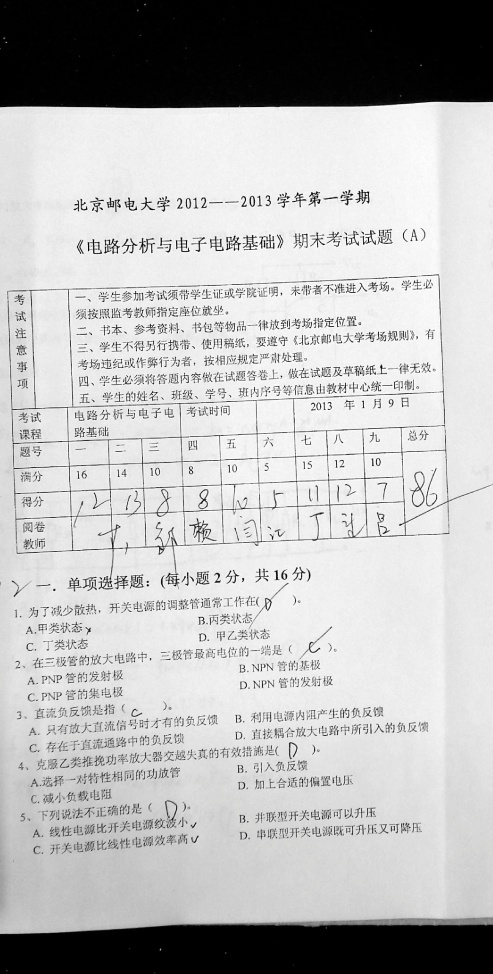 北京邮电大学 2012——2013 学年第一学期
《电路分析与电子电路基础》期末考试试题（A）
考试注意事项
一、学生参加考试须带学生证或学院证明，未带者不准进入考场。学生必
须按照监考教师指定座位就坐。
二、书本、参考资料、书包等物品一律放到考场指定位置。
三、学生不得另行携带、使用稿纸，要遵守《北京邮电大学考场规则》，有
考场违纪或作弊行为者，按相应规定严肃处理。
四、学生必须将答题内容做在试题答卷上，做在试题及草稿纸上一律无效。
五、学生的姓名、班级、学号、班内序号等信息由教材中心统一印制。
考试课程 电路分析与电子电路基础 考试时间 2013 年 1 月 9 日
题号 一 二 三 四 五 六 七 八 九 总分
满分 16 14 10 8 10 5 15 12 10
得分 12 13 8 8 10 5 11 12 7 86
阅卷教师 赖 闫 江 丁 吕
一．单项选择题：(每小题 2 分，共 16 分)
1. 为了减少散热，开关电源的调整管通常工作在( D )。
A.甲类状态 B.丙类状态
C. 丁类状态 D. 甲乙类状态
2、在三极管的放大电路中，三极管最高电位的一端是（ C ）。
A. PNP 管的发射极 B. NPN 管的基极
C. PNP 管的集电极 D. NPN 管的发射极
3、直流负反馈是指（ C ）。
A. 只有放大直流信号时才有的负反馈 B. 利用电源内阻产生的负反馈
C. 存在于直流通路中的负反馈 D. 直接耦合放大电路中所引入的负反馈
4、克服乙类推挽功率放大器交越失真的有效措施是( D )。
A.选择一对特性相同的功放管 B. 引入负反馈
C. 减小负载电阻 D. 加上合适的偏置电压
5、下列说法不正确的是（ D ）。
A. 线性电源比开关电源纹波小√ B. 并联型开关电源可以升压
C. 开关电源比线性电源效率高√ D. 串联型开关电源既可升压又可降压